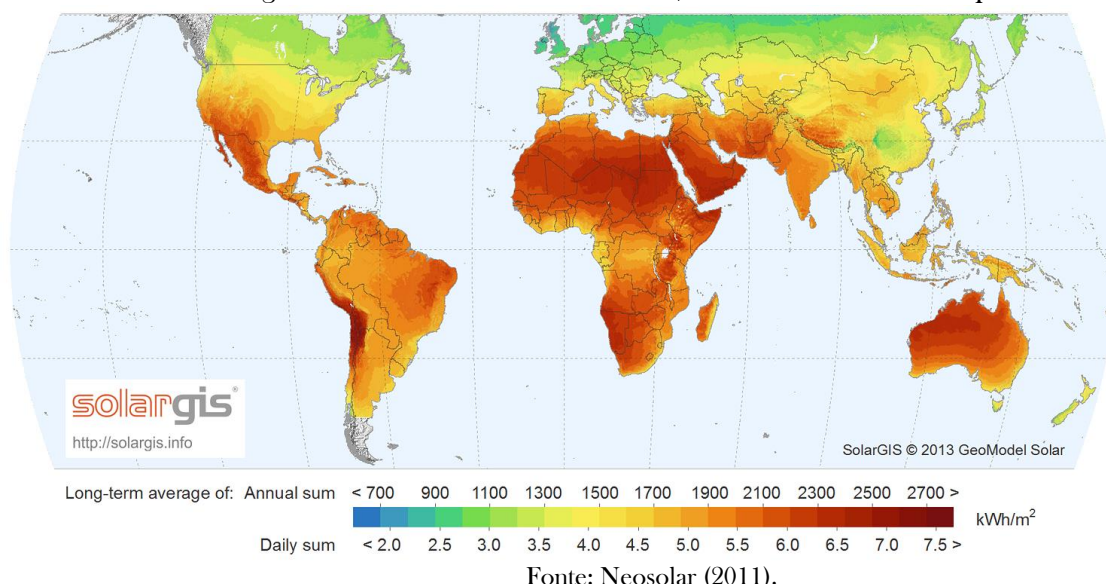 solargis
http://solargis.info
SolarGIS © 2013 GeoModel Solar
Long-term average of: Annual sum < 700 900 1100 1300 1500 1700 1900 2100 2300 2500 2700 >
kWh/m²
Daily sum < 2.0 2.5 3.0 3.5 4.0 4.5 5.0 5.5 6.0 6.5 7.0 7.5 >
Fonte: Neosolar (2011).